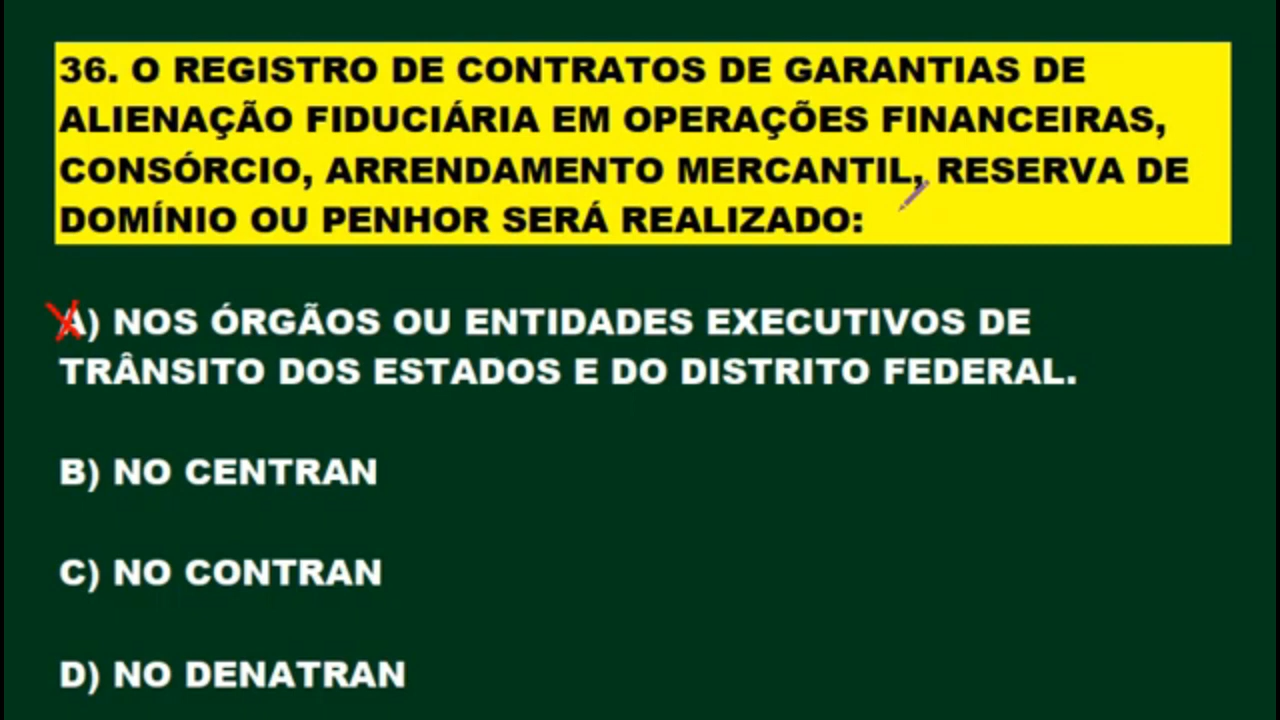 36. O REGISTRO DE CONTRATOS DE GARANTIAS DE
ALIENAÇÃO FIDUCIÁRIA EM OPERAÇÕES FINANCEIRAS,
CONSÓRCIO, ARRENDAMENTO MERCANTIL, RESERVA DE
DOMÍNIO OU PENHOR SERÁ REALIZADO:
A) NOS ÓRGÃOS OU ENTIDADES EXECUTIVOS DE
TRÂNSITO DOS ESTADOS E DO DISTRITO FEDERAL.
B) NO CENTRAN
C) NO CONTRAN
D) NO DENATRAN